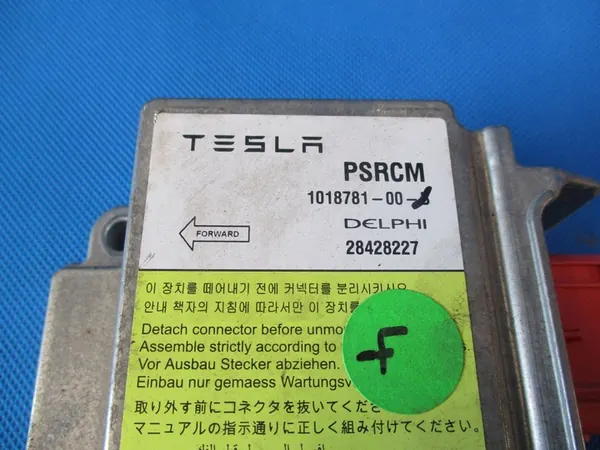 TESLA
PSRCM
1018781-00-
DELPHI
FORWARD
28428227
이 장치를 떼어내기 전에 커넥터를 분리시키시오
안내 책자의 지침에 따라서만 이 장치를
Detach connector before
Assemble strictly according to
Vor Ausbau Stecker abziehen.
Einbau nur gemaess
F
取り外す前にコネクタを抜いてくださ
マニュアルの指示通りに正しく組み付けてください。